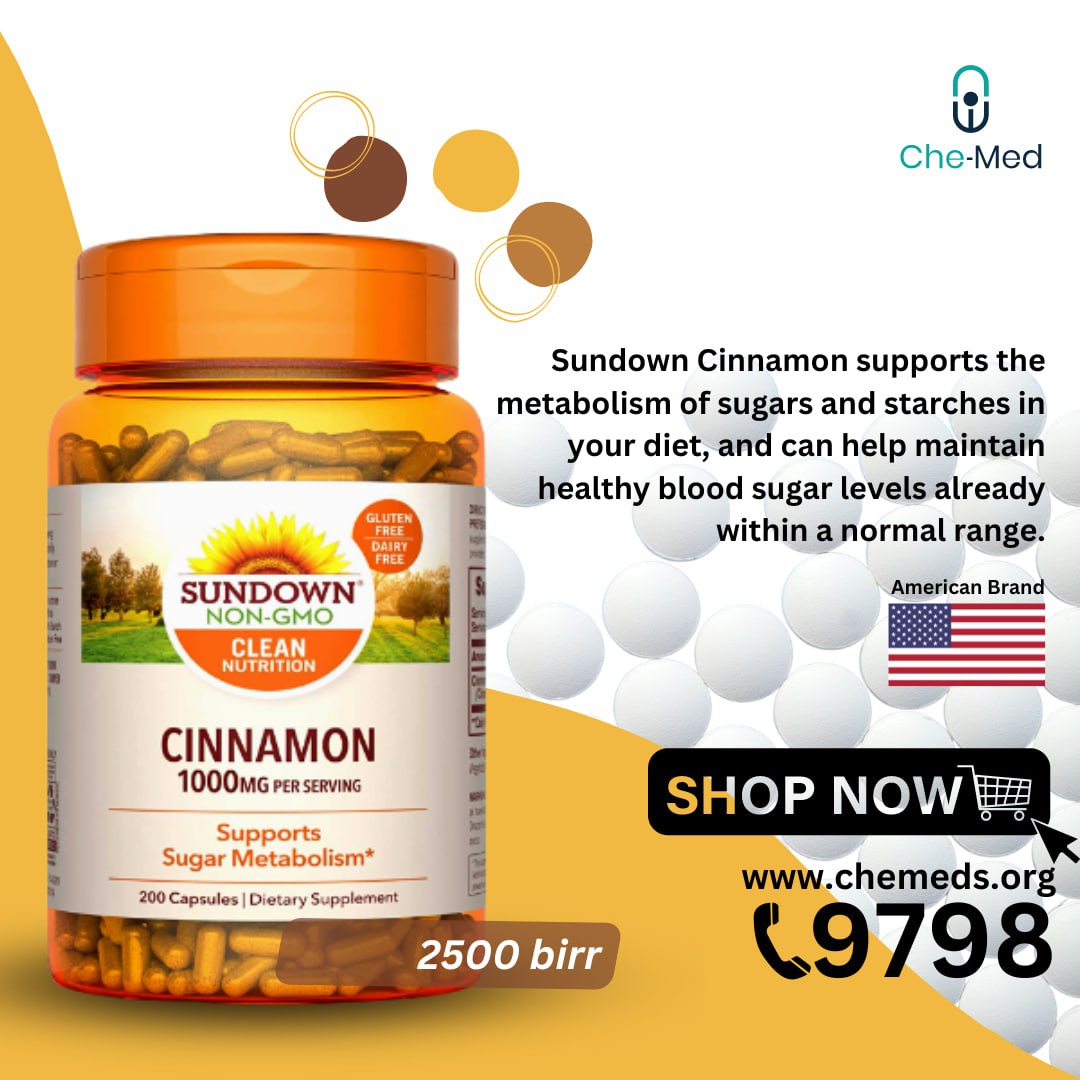 Che-Med
Sundown Cinnamon supports the
metabolism of sugars and starches in
your diet, and can help maintain
healthy blood sugar levels already
within a normal range.
American Brand
GLUTEN
FREE
DAIRY
FREE
SUNDOWN®
NON-GMO
CLEAN
NUTRITION
CINNAMON
1000MG PER SERVING
Supports
Sugar Metabolism*
200 Capsules | Dietary Supplement
2500 birr
SHOP NOW
www.chemeds.org
9798